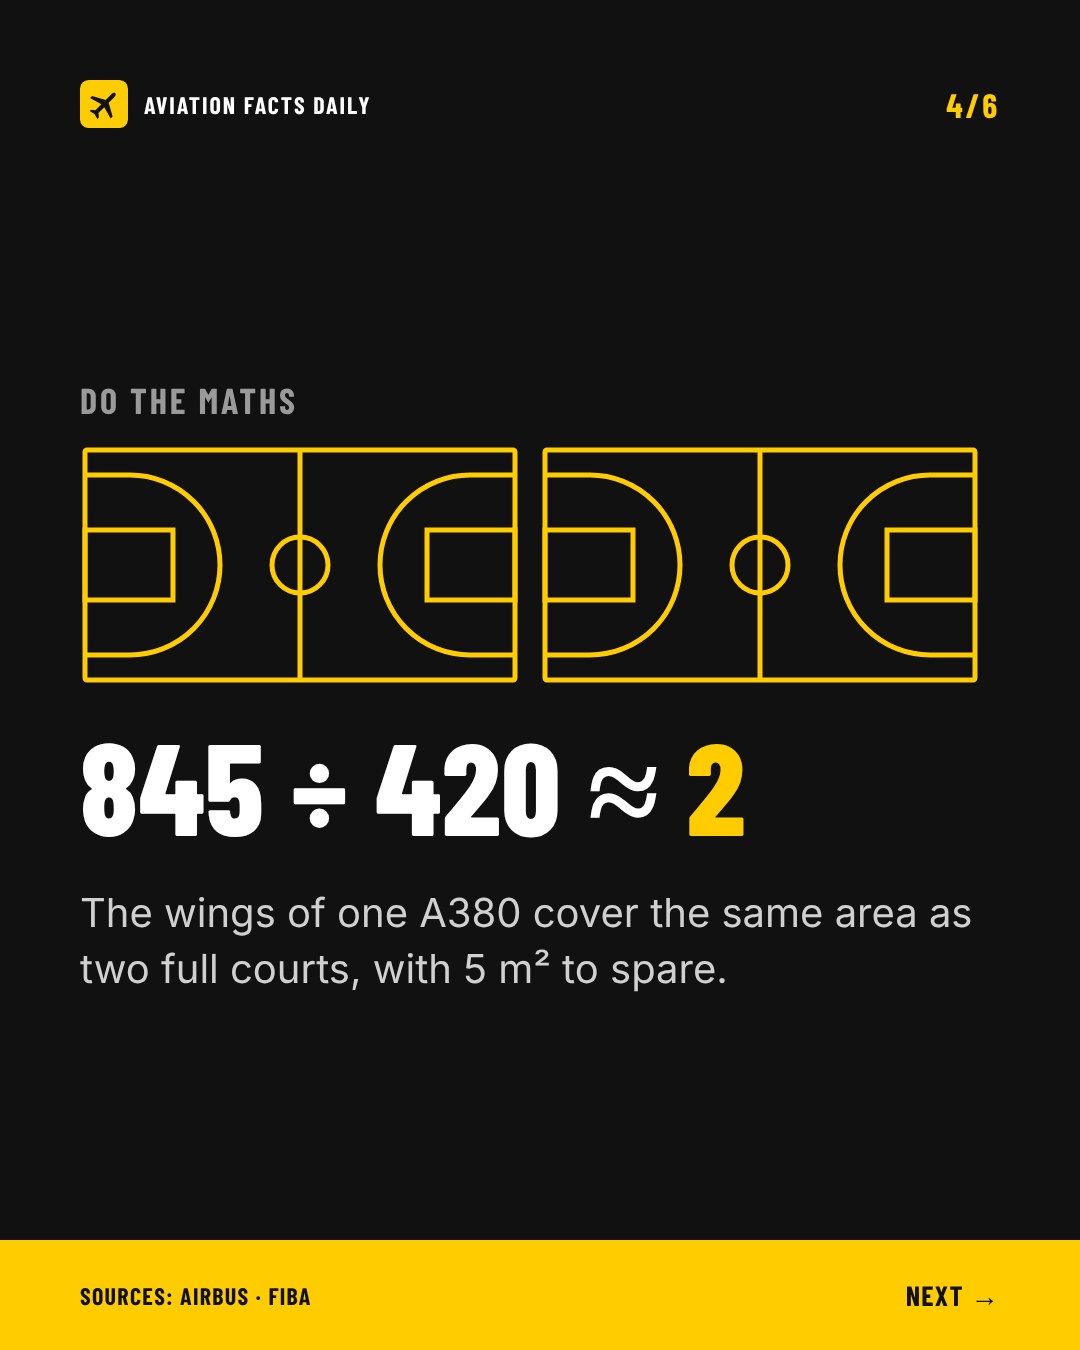 AVIATION FACTS DAILY
4/6
DO THE MATHS
845 ÷ 420 ≈ 2
The wings of one A380 cover the same area as
two full courts, with 5 m² to spare.
SOURCES: AIRBUS · FIBA
NEXT →